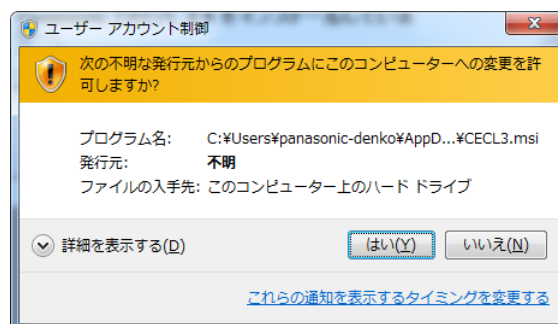 ユーザー アカウント制御
次の不明な発行元からのプログラムにこのコンピューターへの変更を許
可しますか?
プログラム名: C:¥Users¥panasonic-denko¥AppD...¥CECL3.msi
発行元: 不明
ファイルの入手先: このコンピューター上のハード ドライブ
詳細を表示する(D) はい(Y) いいえ(N)
これらの通知を表示するタイミングを変更する